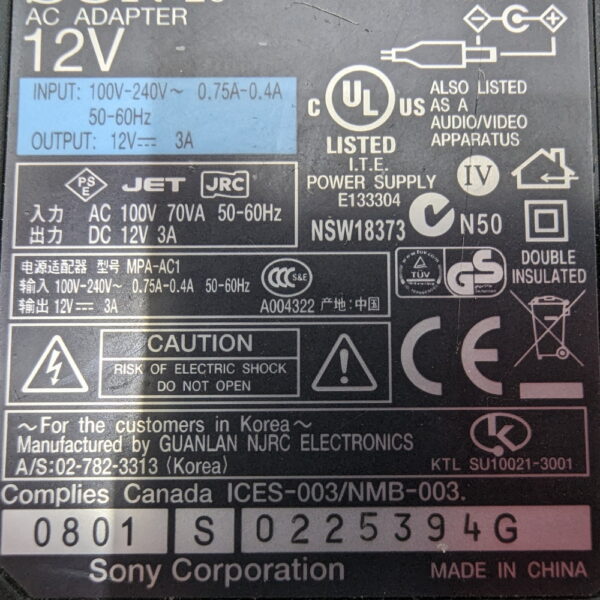 AC ADAPTER
12V
INPUT: 100V-240V~ 0.75A-0.4A
50-60Hz
OUTPUT: 12V⎓ 3A
C UL US
LISTED
I.T.E.
POWER SUPPLY
E133304
ALSO LISTED
AS A
AUDIO/VIDEO
APPARATUS
IV
PSE JET JRC
入力 AC 100V 70VA 50-60Hz
出力 DC 12V 3A
NSW18373
N50
电源适配器 型号 MPA-AC1
输入 100V-240V~ 0.75A-0.4A 50-60Hz
输出 12V⎓ 3A
CCC S&E
A004322 产地:中国
TÜV
GS
DOUBLE
INSULATED
CAUTION
RISK OF ELECTRIC SHOCK
DO NOT OPEN
CE
~For the customers in Korea~
Manufactured by GUANLAN NJRC ELECTRONICS
A/S:02-782-3313 (Korea)
KTL SU10021-3001
Complies Canada ICES-003/NMB-003.
0801 S 0225394G
Sony Corporation
MADE IN CHINA